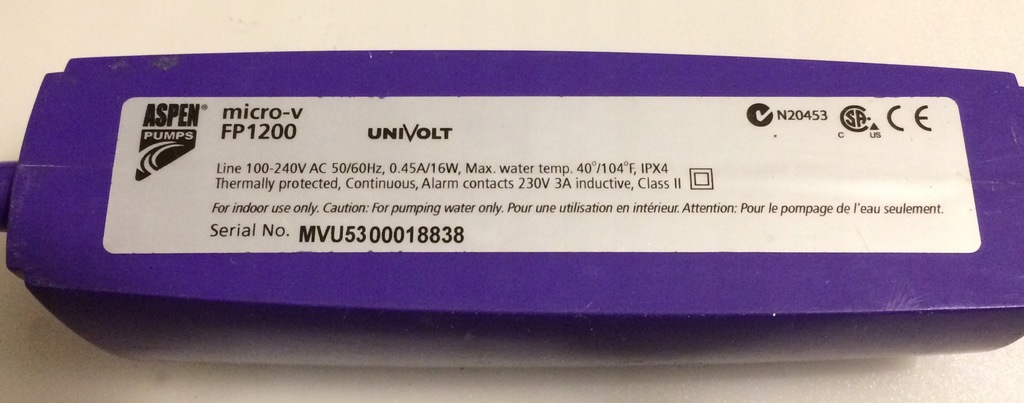 ASPEN®
PUMPS
micro-v
FP1200
UNIVOLT
N20453
SA®
C US
CE
Line 100-240V AC 50/60Hz, 0.45A/16W, Max. water temp. 40°/104°F, IPX4
Thermally protected, Continuous, Alarm contacts 230V 3A inductive, Class II
For indoor use only. Caution: For pumping water only. Pour une utilisation en intérieur. Attention: Pour le pompage de l'eau seulement.
Serial No. MVU5300018838